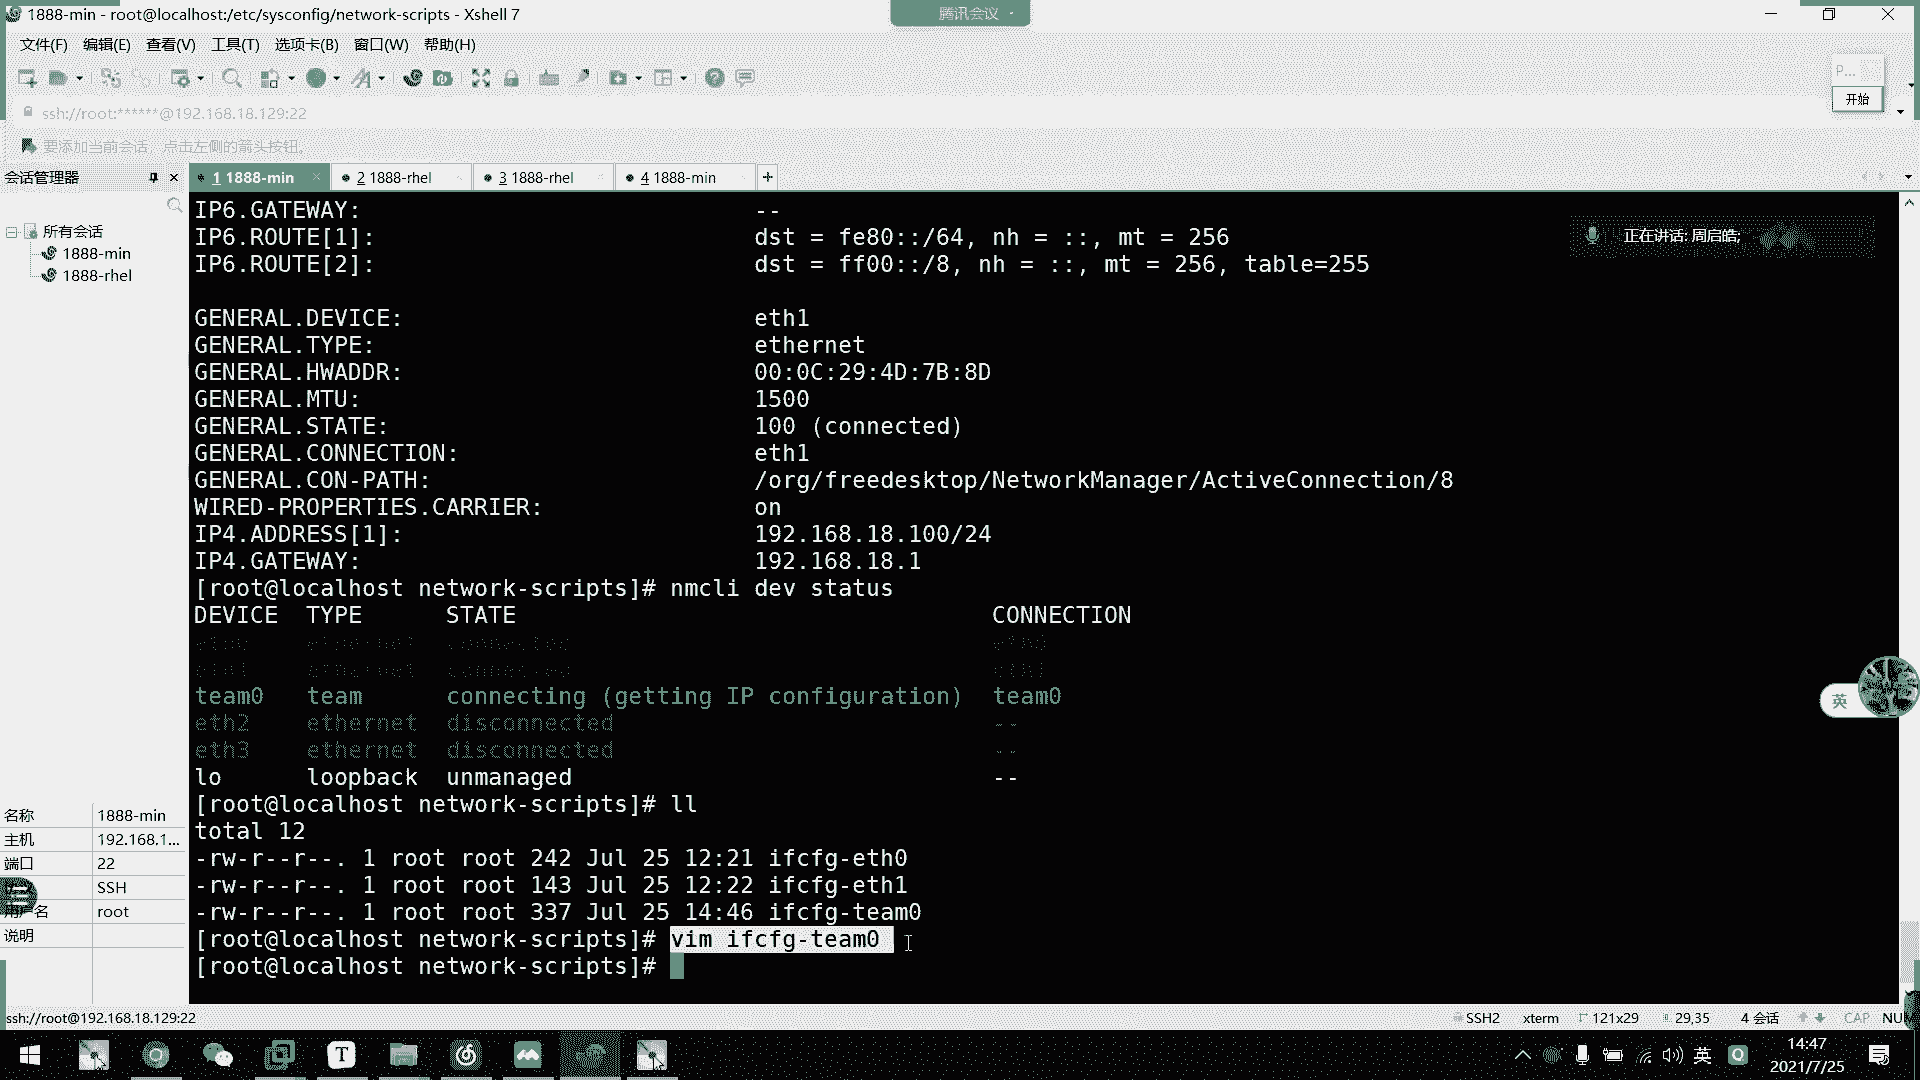 1888-min - root@localhost:/etc/sysconfig/network-scripts - Xshell 7
腾讯会议
文件(F) 编辑(E) 查看(V) 工具(T) 选项卡(B) 窗口(W) 帮助(H)
P...
开始
ssh://root:******@192.168.18.129:22
要添加当前会话，点击左侧的箭头按钮。
会话管理器
1 1888-min
2 1888-rhel
3 1888-rhel
4 1888-min
所有会话
1888-min
1888-rhel
正在讲话: 周启皓;
IP6.GATEWAY: --
IP6.ROUTE[1]: dst = fe80::/64, nh = ::, mt = 256
IP6.ROUTE[2]: dst = ff00::/8, nh = ::, mt = 256, table=255
GENERAL.DEVICE: eth1
GENERAL.TYPE: ethernet
GENERAL.HWADDR: 00:0C:29:4D:7B:8D
GENERAL.MTU: 1500
GENERAL.STATE: 100 (connected)
GENERAL.CONNECTION: eth1
GENERAL.CON-PATH: /org/freedesktop/NetworkManager/ActiveConnection/8
WIRED-PROPERTIES.CARRIER: on
IP4.ADDRESS[1]: 192.168.18.100/24
IP4.GATEWAY: 192.168.18.1
[root@localhost network-scripts]# nmcli dev status
DEVICE TYPE STATE CONNECTION
eth0 ethernet connected eth0
eth1 ethernet connected eth1
team0 team connecting (getting IP configuration) team0
eth2 ethernet disconnected --
eth3 ethernet disconnected --
lo loopback unmanaged --
[root@localhost network-scripts]# ll
total 12
-rw-r--r--. 1 root root 242 Jul 25 12:21 ifcfg-eth0
-rw-r--r--. 1 root root 143 Jul 25 12:22 ifcfg-eth1
-rw-r--r--. 1 root root 337 Jul 25 14:46 ifcfg-team0
[root@localhost network-scripts]# vim ifcfg-team0
[root@localhost network-scripts]#
名称 1888-min
主机 192.168.1...
端口 22
SSH
用户名 root
说明
英
ssh://root@192.168.18.129:22
SSH2 xterm 121x29 29,35 4 会话 CAP NUM
英
14:47
2021/7/25